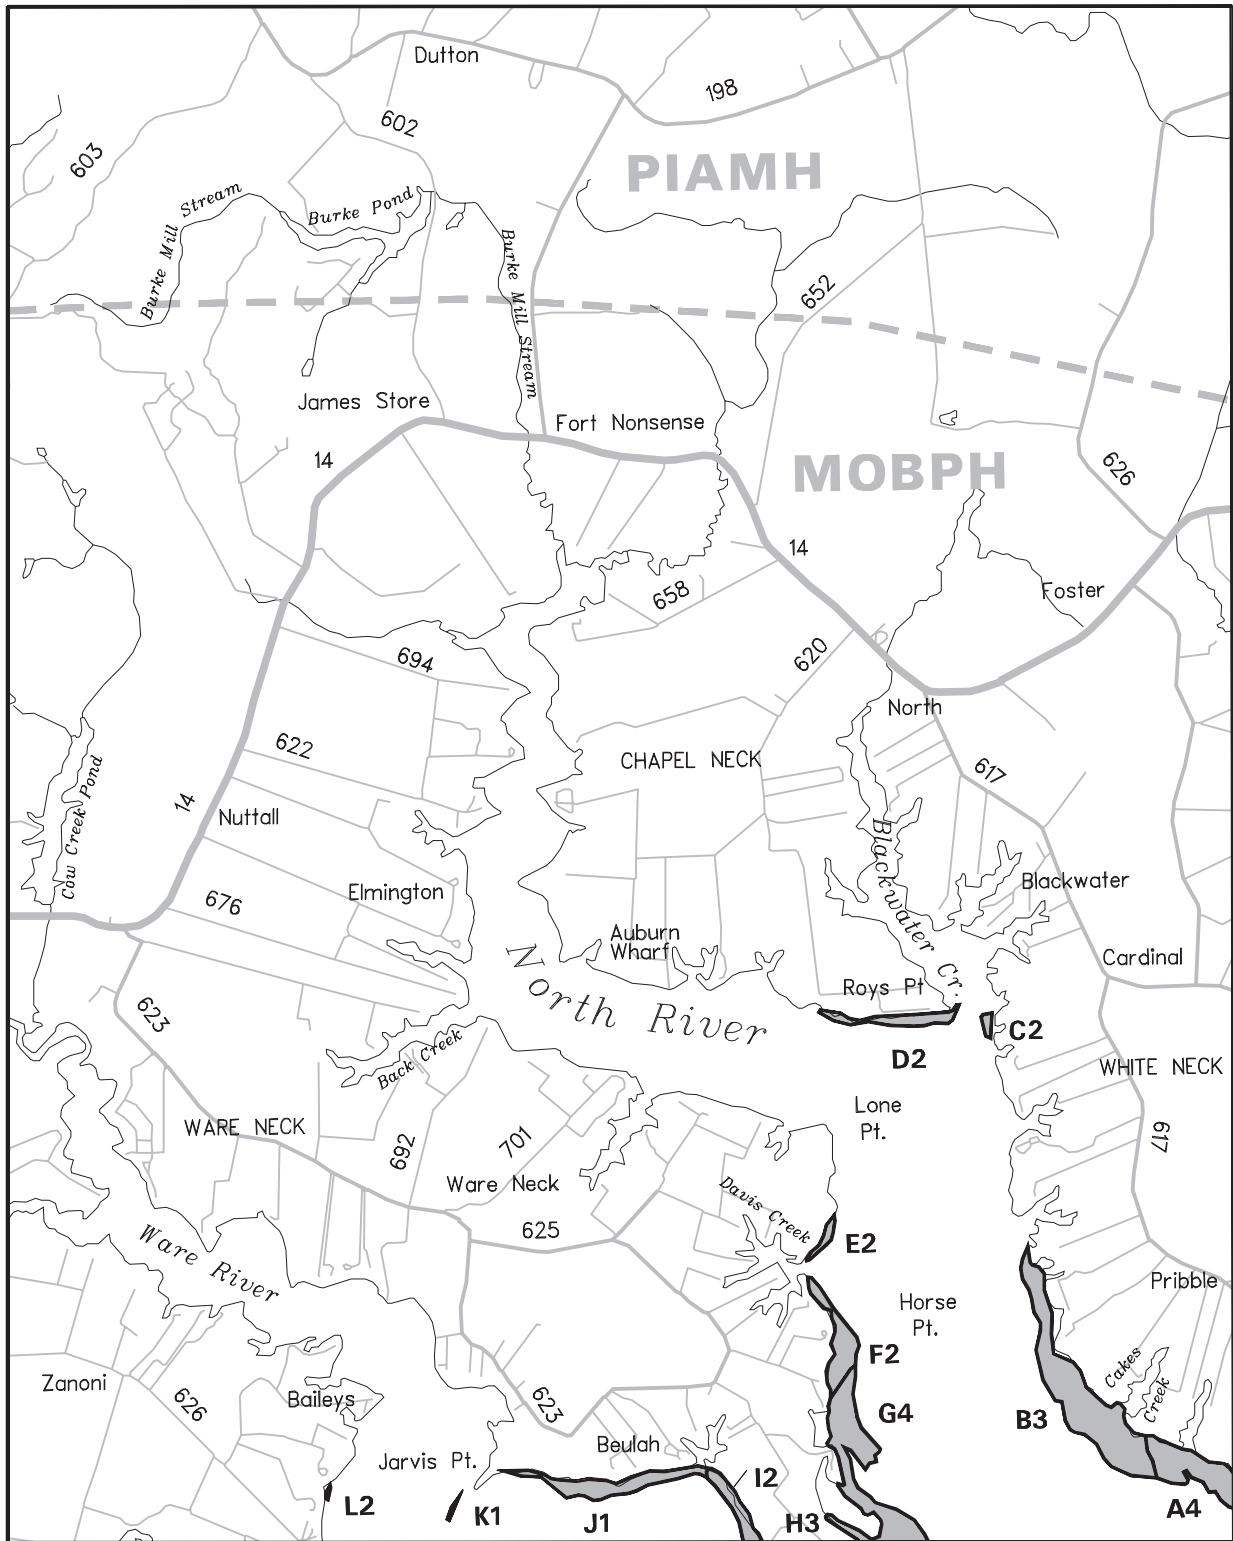 Dutton
198
602
603
PIAMH
Burke Mill Stream
Burke Pond
Burke Mill Stream
652
James Store
Fort Nonsense
14
MOBPH
626
14
Foster
658
694
620
North
622
CHAPEL NECK
617
14
Nuttall
Cow Creek Pond
Blackwater Cr.
Elmington
Blackwater
676
Auburn
Wharf
Cardinal
North River
Roys Pt
623
C2
Back Creek
D2
WHITE NECK
Lone
Pt.
WARE NECK
692
701
617
Ware Neck
Davis Creek
625
E2
Ware River
Pribble
Horse
Pt.
F2
Zanoni
Cakes
Creek
626
Baileys
623
G4
B3
Beulah
Jarvis Pt.
I2
L2
K1
J1
H3
A4